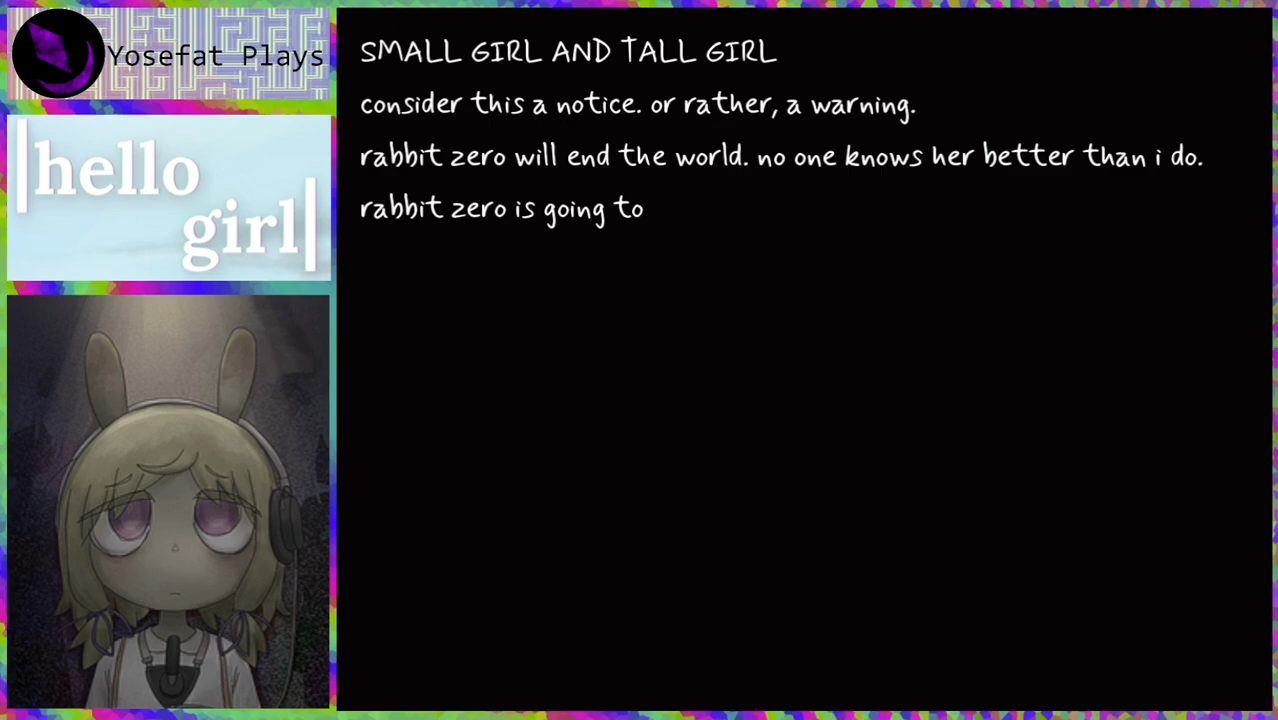 Yosefat Plays
hello
girl
SMALL GIRL AND TALL GIRL
consider this a notice. or rather, a warning.
rabbit zero will end the world. no one knows her better than i do.
rabbit zero is going to